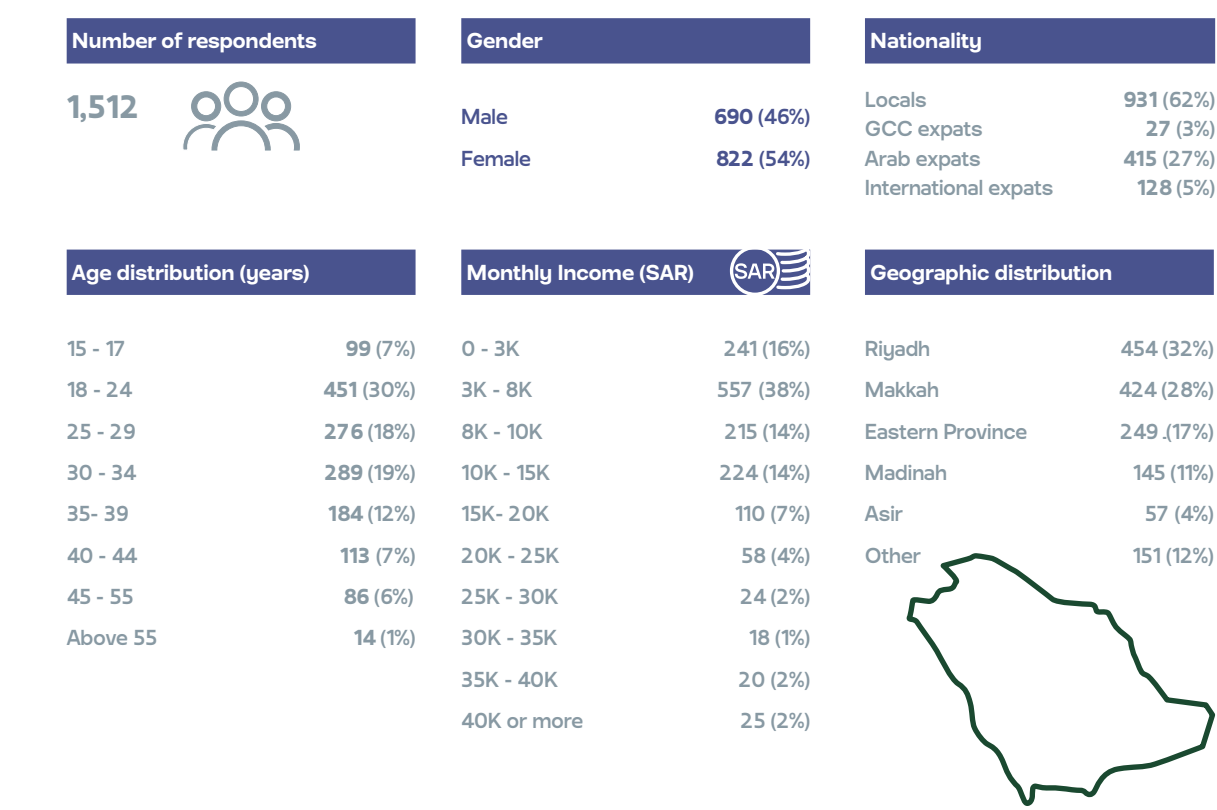 Number of respondents
1,512
Gender
Male 690 (46%)
Female 822 (54%)
Nationality
Locals 931 (62%)
GCC expats 27 (3%)
Arab expats 415 (27%)
International expats 128 (5%)
Age distribution (years)
15 - 17 99 (7%)
18 - 24 451 (30%)
25 - 29 276 (18%)
30 - 34 289 (19%)
35- 39 184 (12%)
40 - 44 113 (7%)
45 - 55 86 (6%)
Above 55 14 (1%)
Monthly Income (SAR) SAR
0 - 3K 241 (16%)
3K - 8K 557 (38%)
8K - 10K 215 (14%)
10K - 15K 224 (14%)
15K- 20K 110 (7%)
20K - 25K 58 (4%)
25K - 30K 24 (2%)
30K - 35K 18 (1%)
35K - 40K 20 (2%)
40K or more 25 (2%)
Geographic distribution
Riyadh 454 (32%)
Makkah 424 (28%)
Eastern Province 249 .(17%)
Madinah 145 (11%)
Asir 57 (4%)
Other 151 (12%)